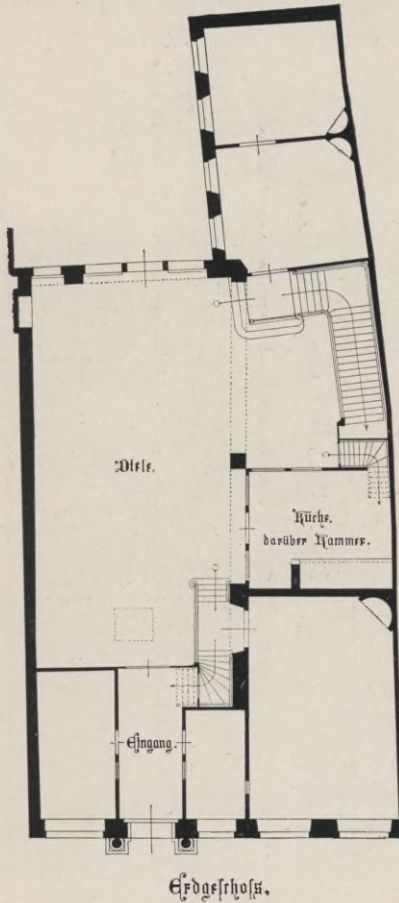 Diele.
Küche.
darüber Kammer.
Eingang.
Erdgeschoß.